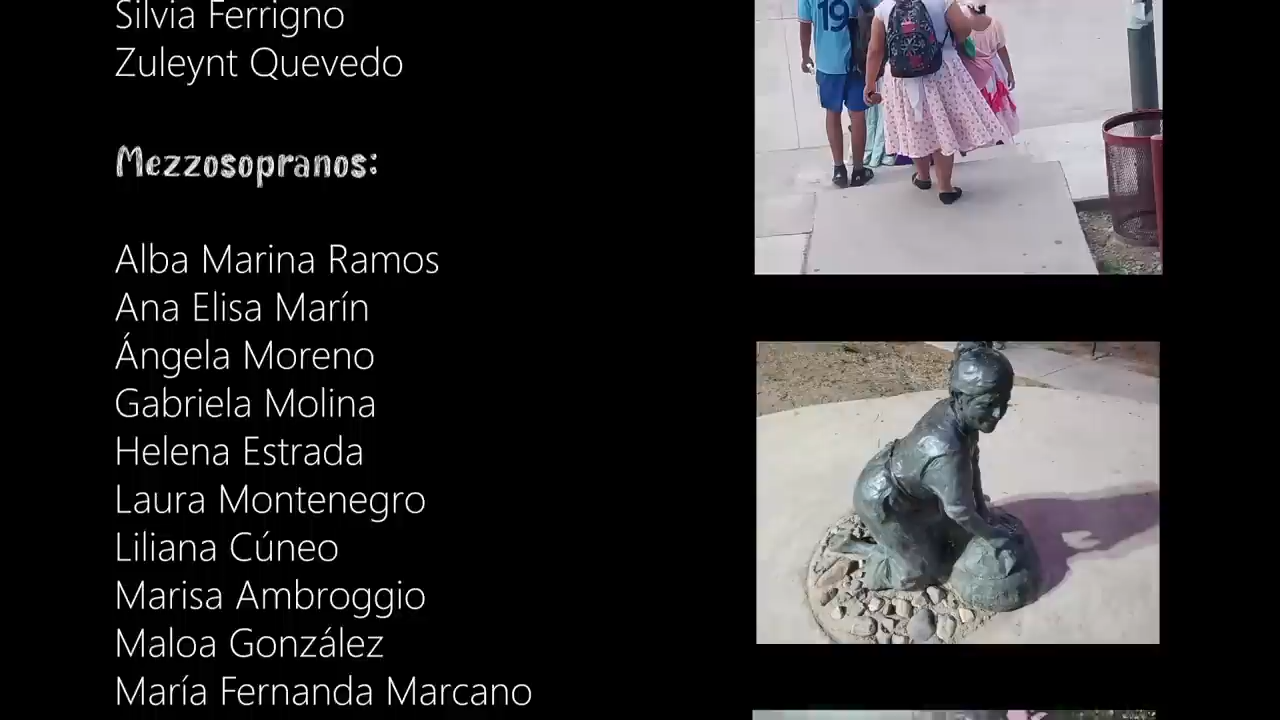 Silvia Ferrigno
Zuleynt Quevedo
Mezzosopranos:
Alba Marina Ramos
Ana Elisa Marín
Ángela Moreno
Gabriela Molina
Helena Estrada
Laura Montenegro
Liliana Cúneo
Marisa Ambroggio
Maloa González
María Fernanda Marcano
19